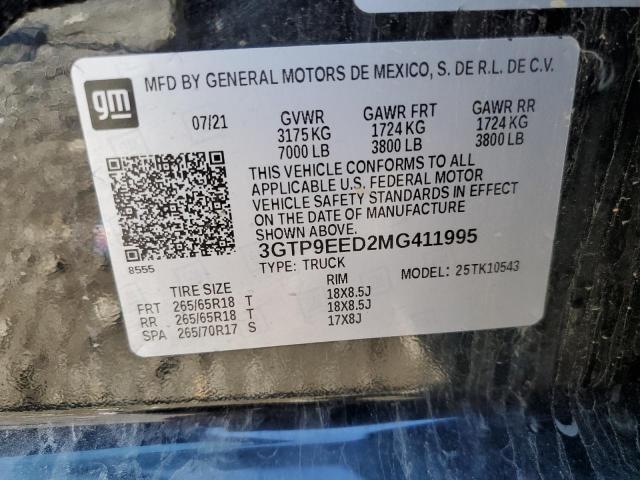 gm
MFD BY GENERAL MOTORS DE MEXICO, S. DE R.L. DE C.V.
07/21 GVWR GAWR FRT GAWR RR
3175 KG 1724 KG 1724 KG
7000 LB 3800 LB 3800 LB
THIS VEHICLE CONFORMS TO ALL
APPLICABLE U.S. FEDERAL MOTOR
VEHICLE SAFETY STANDARDS IN EFFECT
ON THE DATE OF MANUFACTURE
SHOWN ABOVE.
3GTP9EED2MG411995
8555
TYPE: TRUCK MODEL: 25TK10543
TIRE SIZE RIM
FRT 265/65R18 T 18X8.5J
RR 265/65R18 T 18X8.5J
SPA 265/70R17 S 17X8J